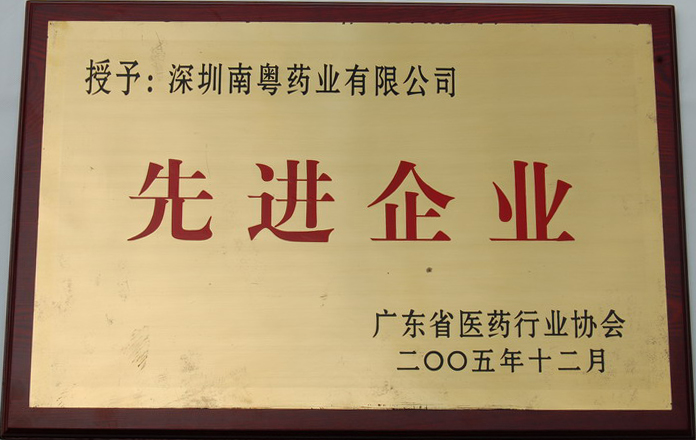 授予：深圳南粤药业有限公司
先进企业
广东省医药行业协会
二〇〇五年十二月